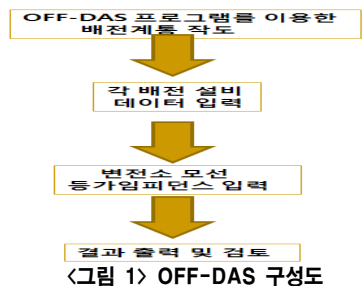 OFF-DAS 프로그램를 이용한
배전계통 작도
각 배전 설비
데이터 입력
변전소 모선
등가임피던스 입력
결과 출력 및 검토
<그림 1> OFF-DAS 구성도